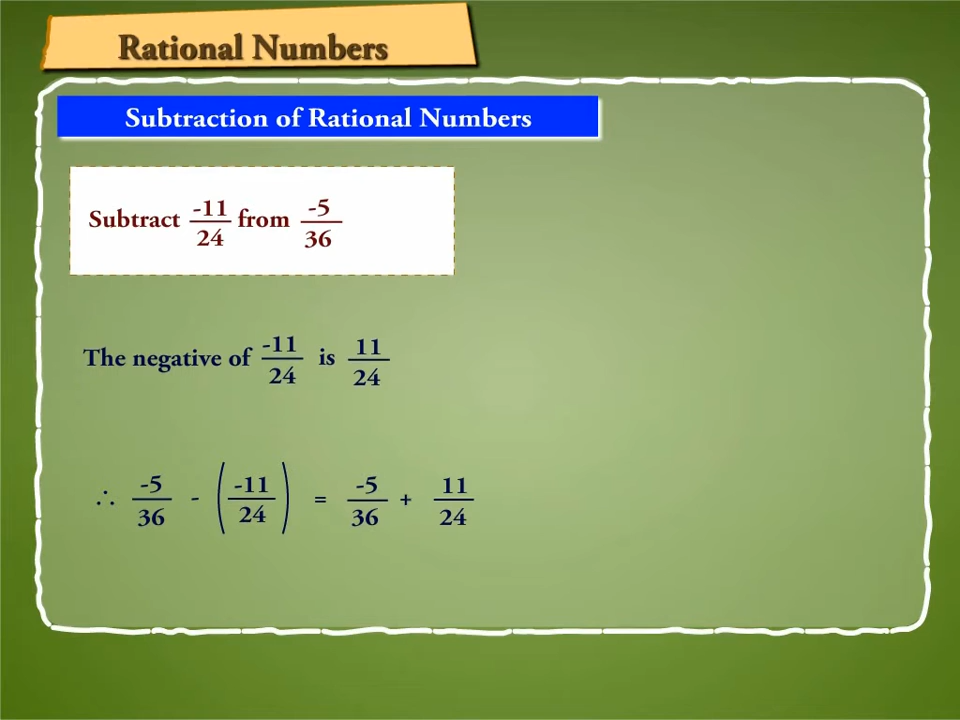 Rational Numbers
Subtraction of Rational Numbers
Subtract -11/24 from -5/36
The negative of -11/24 is 11/24
∴ -5/36 - (-11/24) = -5/36 + 11/24